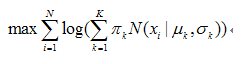 max ∑_{i=1}^{N} log(∑_{k=1}^{K} π_k N(x_i | μ_k, σ_k)) ↵